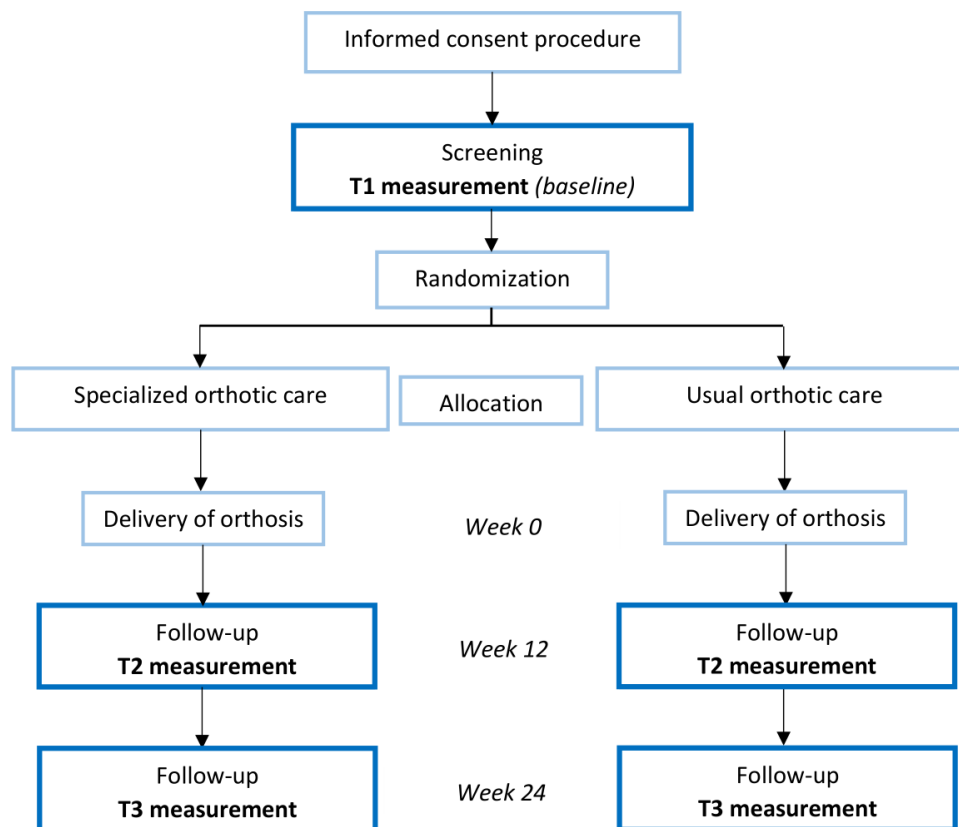 Informed consent procedure
Screening
T1 measurement (baseline)
Randomization
Specialized orthotic care
Allocation
Usual orthotic care
Delivery of orthosis
Week 0
Delivery of orthosis
Follow-up
T2 measurement
Week 12
Follow-up
T2 measurement
Follow-up
T3 measurement
Week 24
Follow-up
T3 measurement